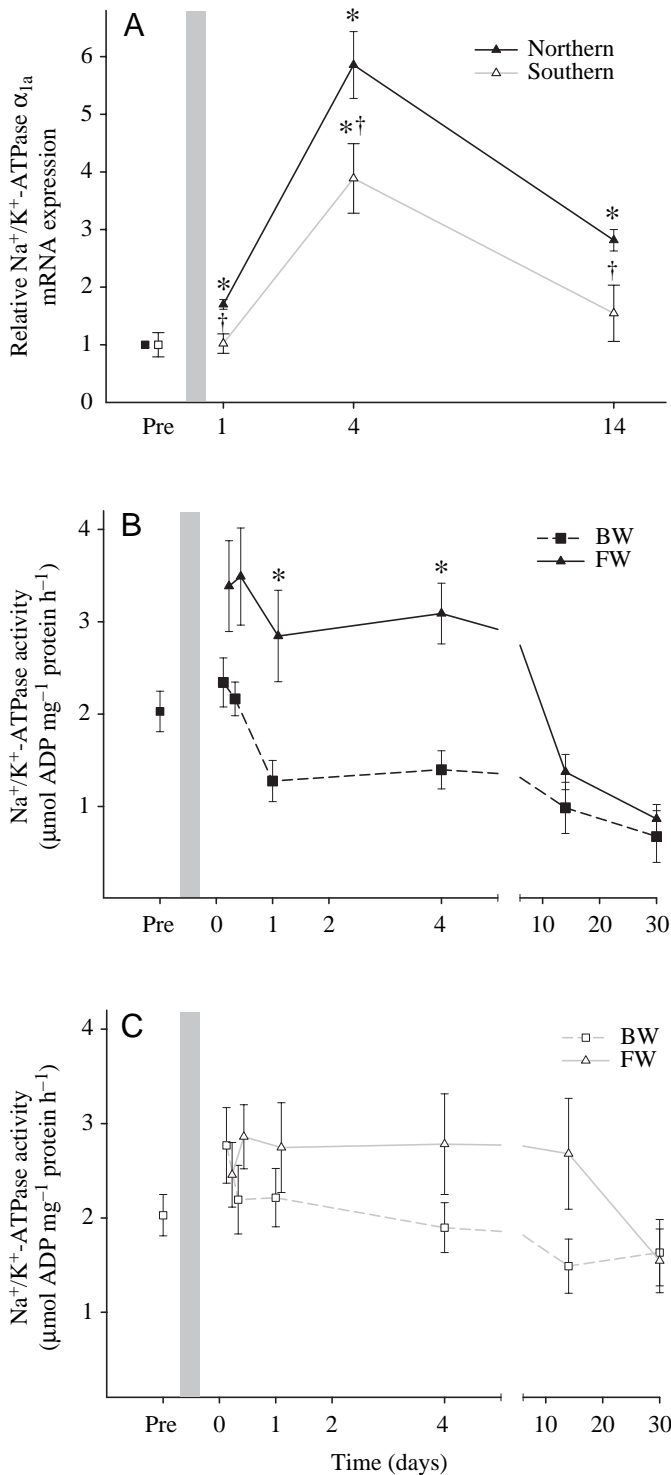 A
Northern
Southern
Relative Na⁺/K⁺-ATPase α1a
mRNA expression
6
5
4
3
2
1
0
*
*†
*
†
*
†
Pre
1
4
14
B
BW
FW
Na⁺/K⁺-ATPase activity
(μmol ADP mg⁻¹ protein h⁻¹)
4
3
2
1
*
*
Pre
0
1
2
4
10
20
30
C
BW
FW
Na⁺/K⁺-ATPase activity
(μmol ADP mg⁻¹ protein h⁻¹)
4
3
2
1
Pre
0
1
2
4
10
20
30
Time (days)